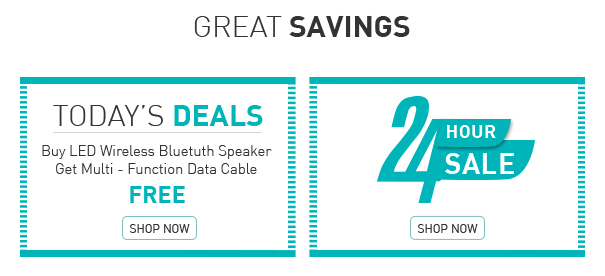 GREAT SAVINGS
TODAY'S DEALS
Buy LED Wireless Bluetuth Speaker
Get Multi - Function Data Cable
FREE
SHOP NOW
24 HOUR
SALE
SHOP NOW